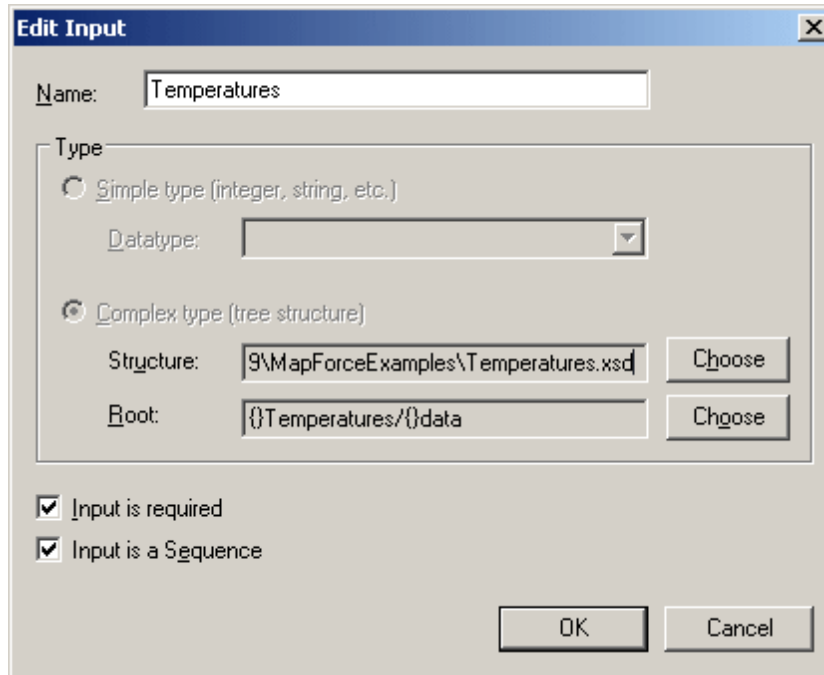 Edit Input
Name: Temperatures
Type
Simple type (integer, string, etc.)
Datatype:
Complex type (tree structure)
Structure: 9\MapForceExamples\Temperatures.xsd Choose
Root: {}Temperatures/{}data Choose
Input is required
Input is a Sequence
OK Cancel